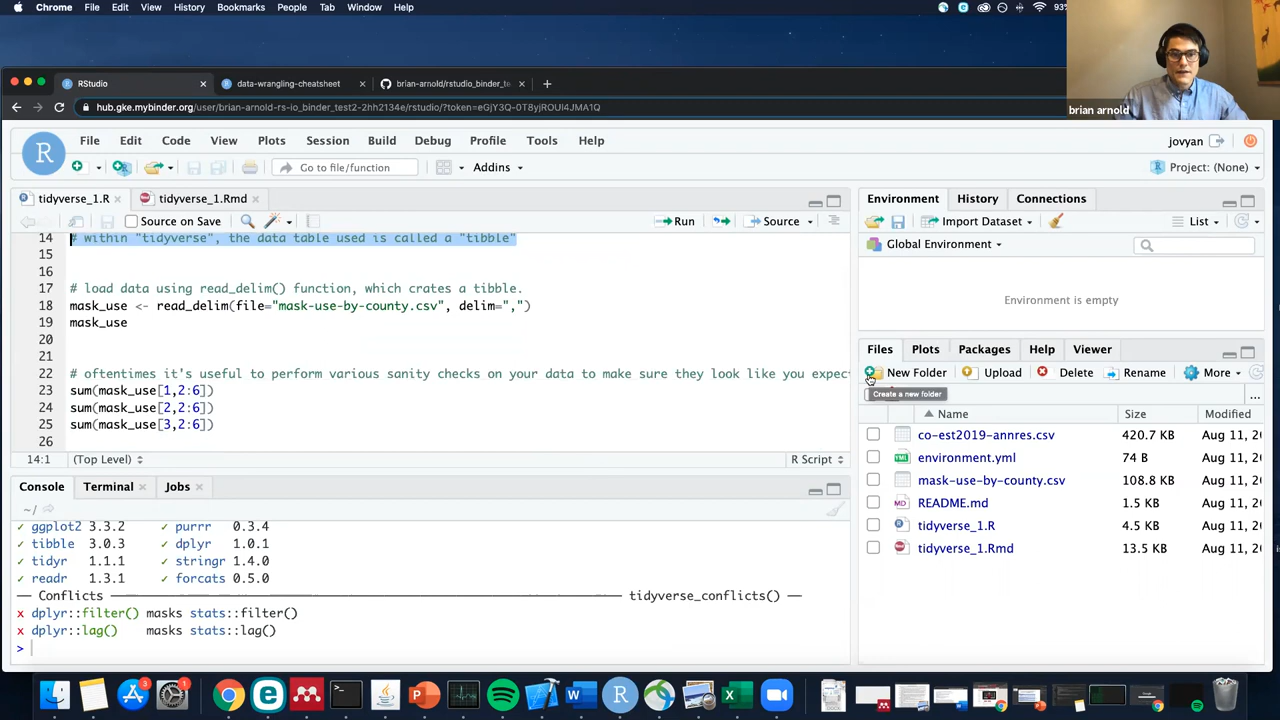 Chrome File Edit View History Bookmarks People Tab Window Help 93%
brian arnold
RStudio data-wrangling-cheatsheet brian-arnold/rstudio_binder_te
hub.gke.mybinder.org/user/brian-arnold-rs-io_binder_test2-2hh2134e/rstudio/?token=eGjY3Q-0T8yjROUI4JMA1Q
R File Edit Code View Plots Session Build Debug Profile Tools Help jovyan
Go to file/function Addins Project: (None)
tidyverse_1.R tidyverse_1.Rmd
Source on Save Run Source
14 # within "tidyverse", the data table used is called a "tibble"
15
16
17 # load data using read_delim() function, which crates a tibble.
18 mask_use <- read_delim(file="mask-use-by-county.csv", delim=",")
19 mask_use
20
21
22 # oftentimes it's useful to perform various sanity checks on your data to make sure they look like you expec
23 sum(mask_use[1,2:6])
24 sum(mask_use[2,2:6])
25 sum(mask_use[3,2:6])
26
14:1 (Top Level) R Script
Console Terminal Jobs
~/
✓ ggplot2 3.3.2 ✓ purrr 0.3.4
✓ tibble 3.0.3 ✓ dplyr 1.0.1
✓ tidyr 1.1.1 ✓ stringr 1.4.0
✓ readr 1.3.1 ✓ forcats 0.5.0
── Conflicts ── tidyverse_conflicts() ──
x dplyr::filter() masks stats::filter()
x dplyr::lag() masks stats::lag()
>
Environment History Connections
Import Dataset List
Global Environment
Environment is empty
Files Plots Packages Help Viewer
New Folder Upload Delete Rename More
Create a new folder ...
Name Size Modified
co-est2019-annres.csv 420.7 KB Aug 11, 20
environment.yml 74 B Aug 11, 20
mask-use-by-county.csv 108.8 KB Aug 11, 20
README.md 1.5 KB Aug 11, 20
tidyverse_1.R 4.5 KB Aug 11, 20
tidyverse_1.Rmd 13.5 KB Aug 11, 20